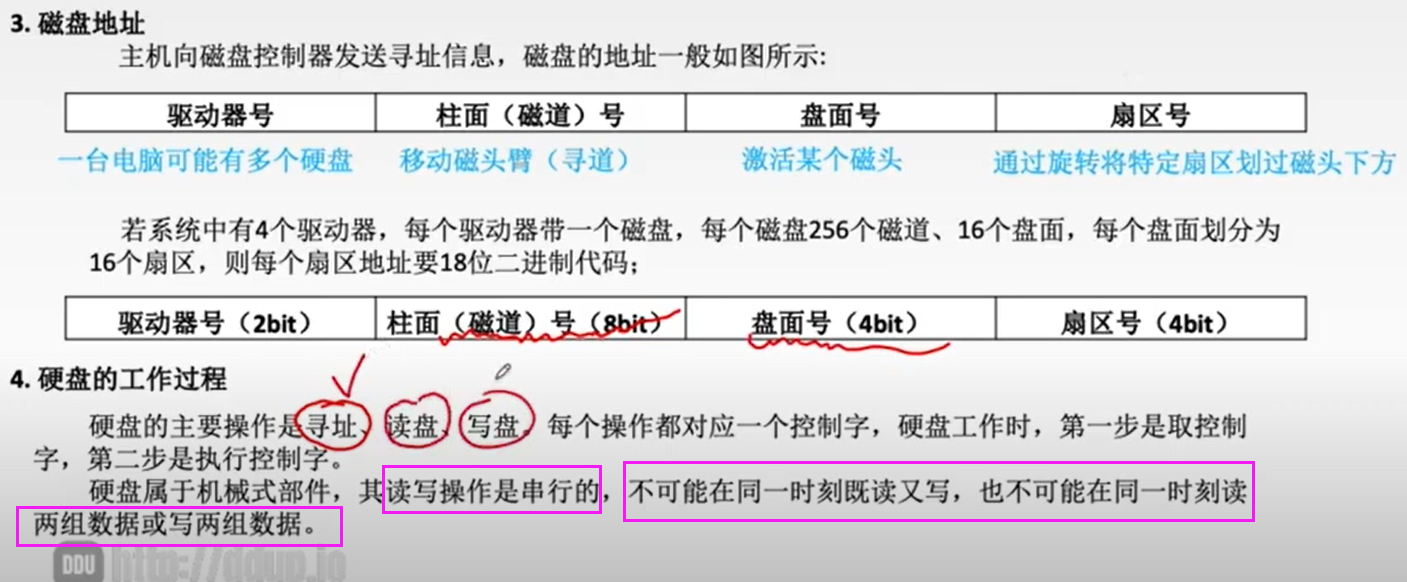 3. 磁盘地址
主机向磁盘控制器发送寻址信息，磁盘的地址一般如图所示:
驱动器号 柱面（磁道）号 盘面号 扇区号
一台电脑可能有多个硬盘 移动磁头臂（寻道） 激活某个磁头 通过旋转将特定扇区划过磁头下方
若系统中有4个驱动器，每个驱动器带一个磁盘，每个磁盘256个磁道、16个盘面，每个盘面划分为
16个扇区，则每个扇区地址要18位二进制代码；
驱动器号（2bit） 柱面（磁道）号（8bit） 盘面号（4bit） 扇区号（4bit）
4. 硬盘的工作过程
硬盘的主要操作是寻址、读盘、写盘。每个操作都对应一个控制字，硬盘工作时，第一步是取控制
字，第二步是执行控制字。
硬盘属于机械式部件，其读写操作是串行的，不可能在同一时刻既读又写，也不可能在同一时刻读
两组数据或写两组数据。
DDU http://ddup.io